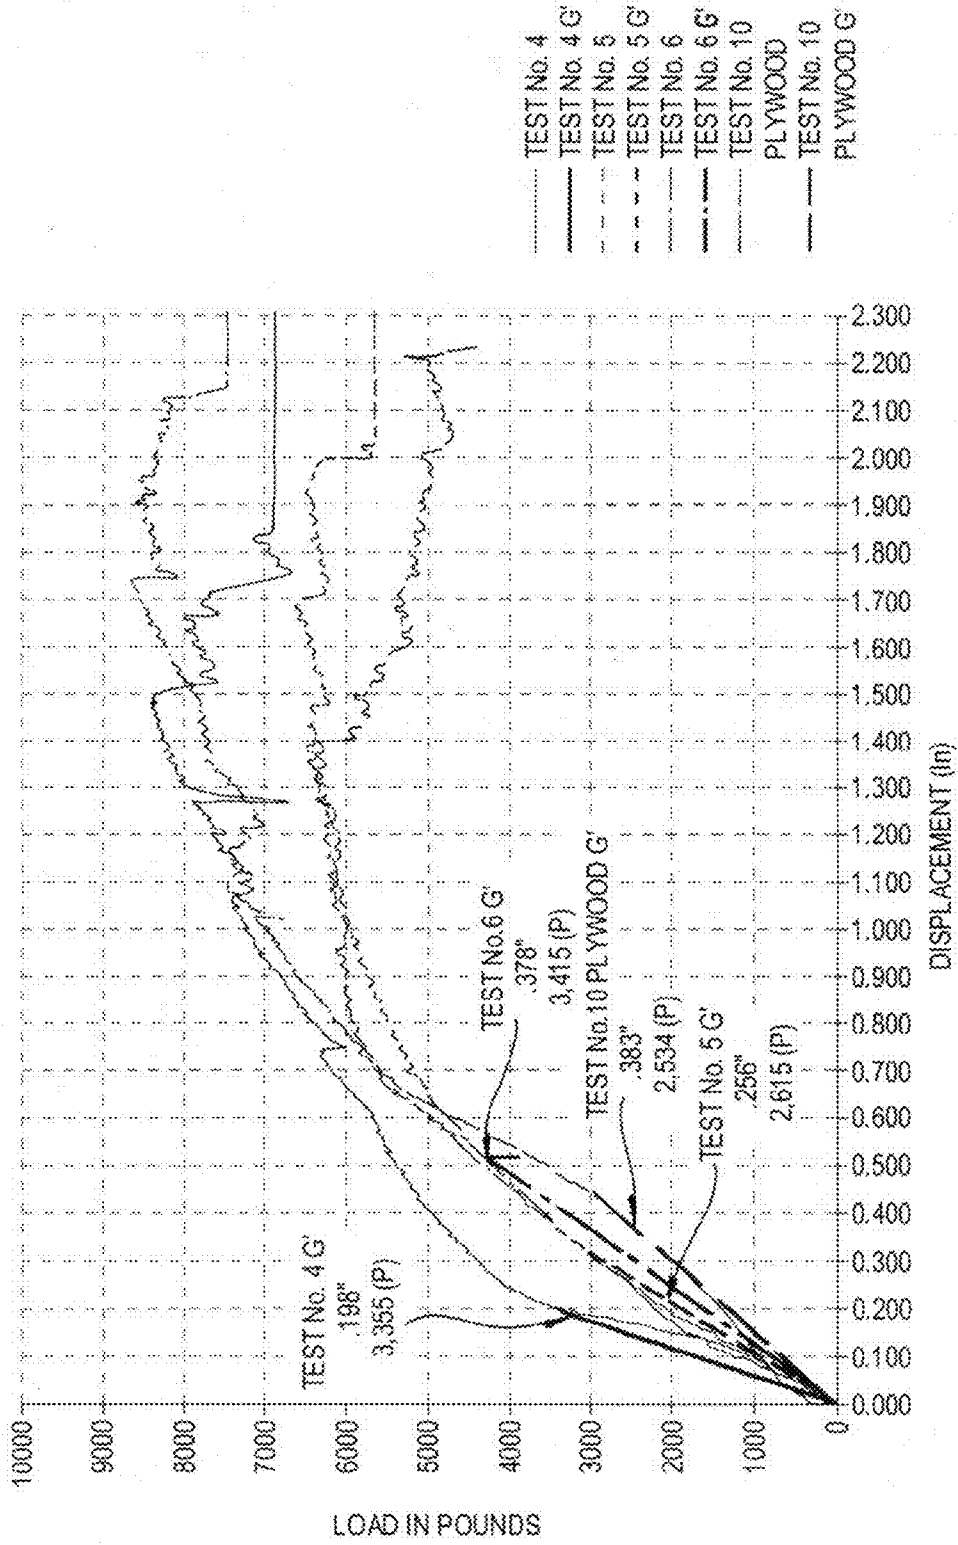 LOAD IN POUNDS
10000
9000
8000
7000
6000
5000
4000
3000
2000
1000
0
0.000
0.100
0.200
0.300
0.400
0.500
0.600
0.700
0.800
0.900
1.000
1.100
1.200
1.300
1.400
1.500
1.600
1.700
1.800
1.900
2.000
2.100
2.200
2.300
DISPLACEMENT (In)
TEST No. 4 G'
.198"
3,355 (P)
TEST No.6 G'
.378"
3,415 (P)
TEST No.10 PLYWOOD G'
.383"
2,534 (P)
TEST No. 5 G'
.256"
2,615 (P)
TEST No. 4
TEST No. 4 G'
TEST No. 5
TEST No. 5 G'
TEST No. 6
TEST No. 6 G'
TEST No. 10
PLYWOOD
TEST No. 10
PLYWOOD G'